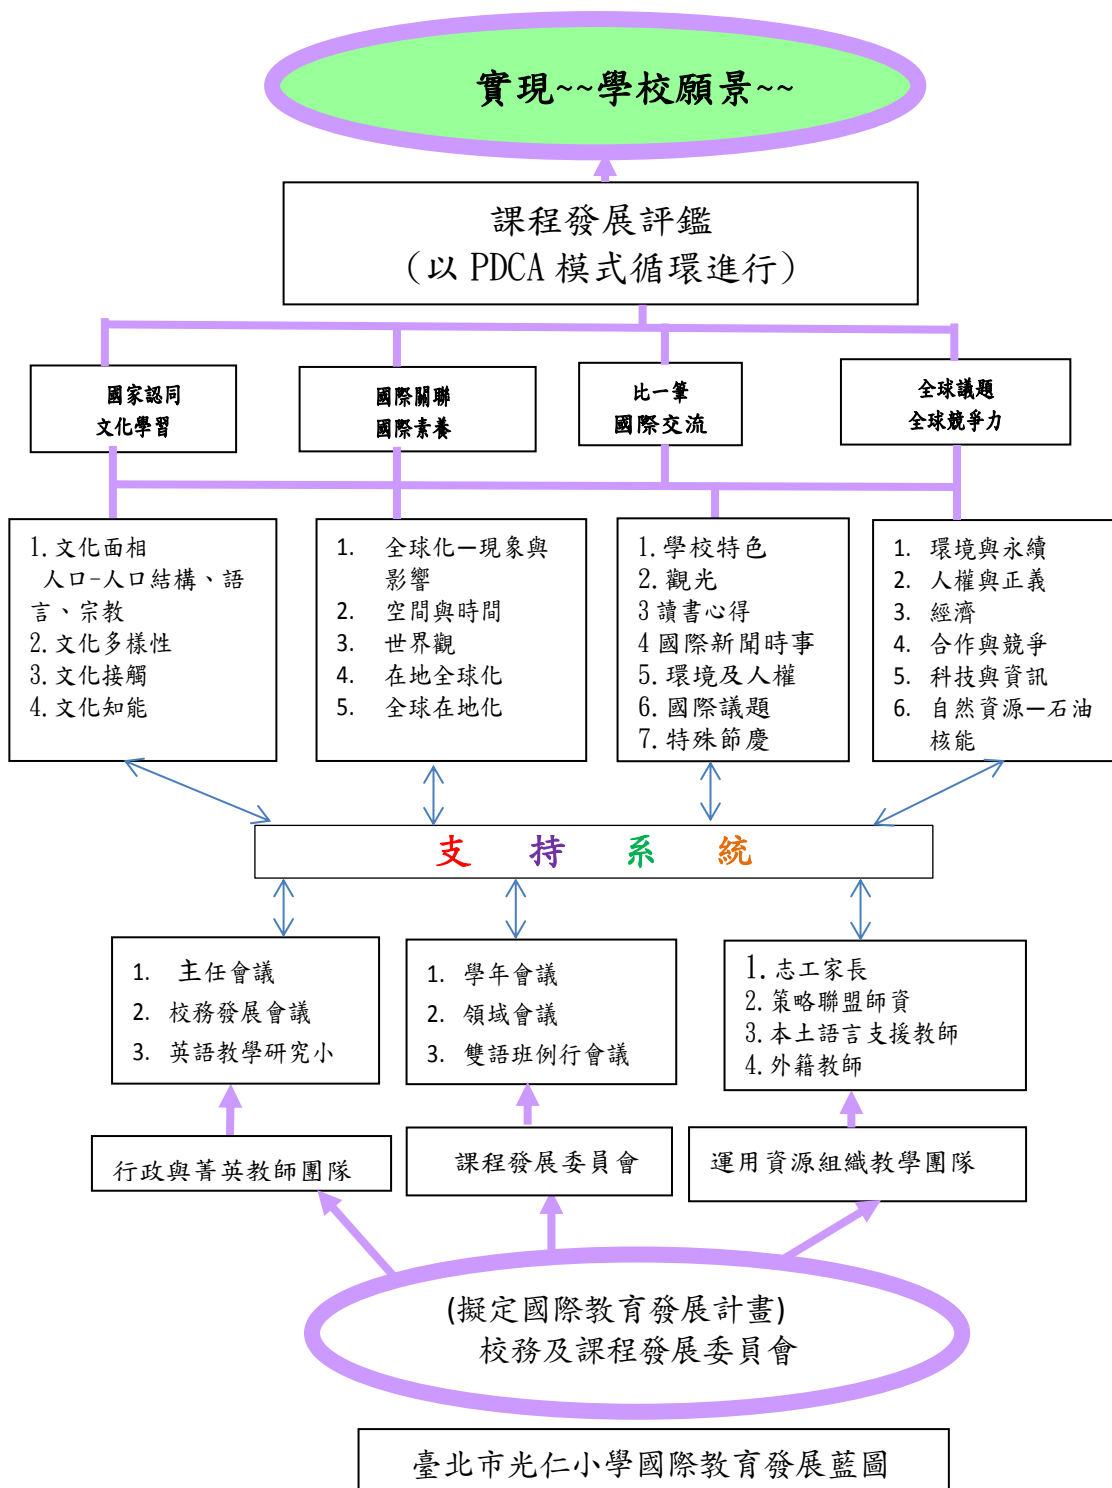 實現~~學校願景~~
課程發展評鑑
（以 PDCA 模式循環進行）
國家認同
文化學習
國際關聯
國際素養
比一筆
國際交流
全球議題
全球競爭力
1.文化面相
人口-人口結構、語
言、宗教
2.文化多樣性
3.文化接觸
4.文化知能
1. 全球化—現象與
影響
2. 空間與時間
3. 世界觀
4. 在地全球化
5. 全球在地化
1.學校特色
2.觀光
3 讀書心得
4 國際新聞時事
5.環境及人權
6.國際議題
7.特殊節慶
1. 環境與永續
2. 人權與正義
3. 經濟
4. 合作與競爭
5. 科技與資訊
6. 自然資源—石油
核能
支 持 系 統
1. 主任會議
2. 校務發展會議
3. 英語教學研究小
1. 學年會議
2. 領域會議
3. 雙語班例行會議
1.志工家長
2.策略聯盟師資
3.本土語言支援教師
4.外籍教師
行政與菁英教師團隊
課程發展委員會
運用資源組織教學團隊
(擬定國際教育發展計畫)
校務及課程發展委員會
臺北市光仁小學國際教育發展藍圖